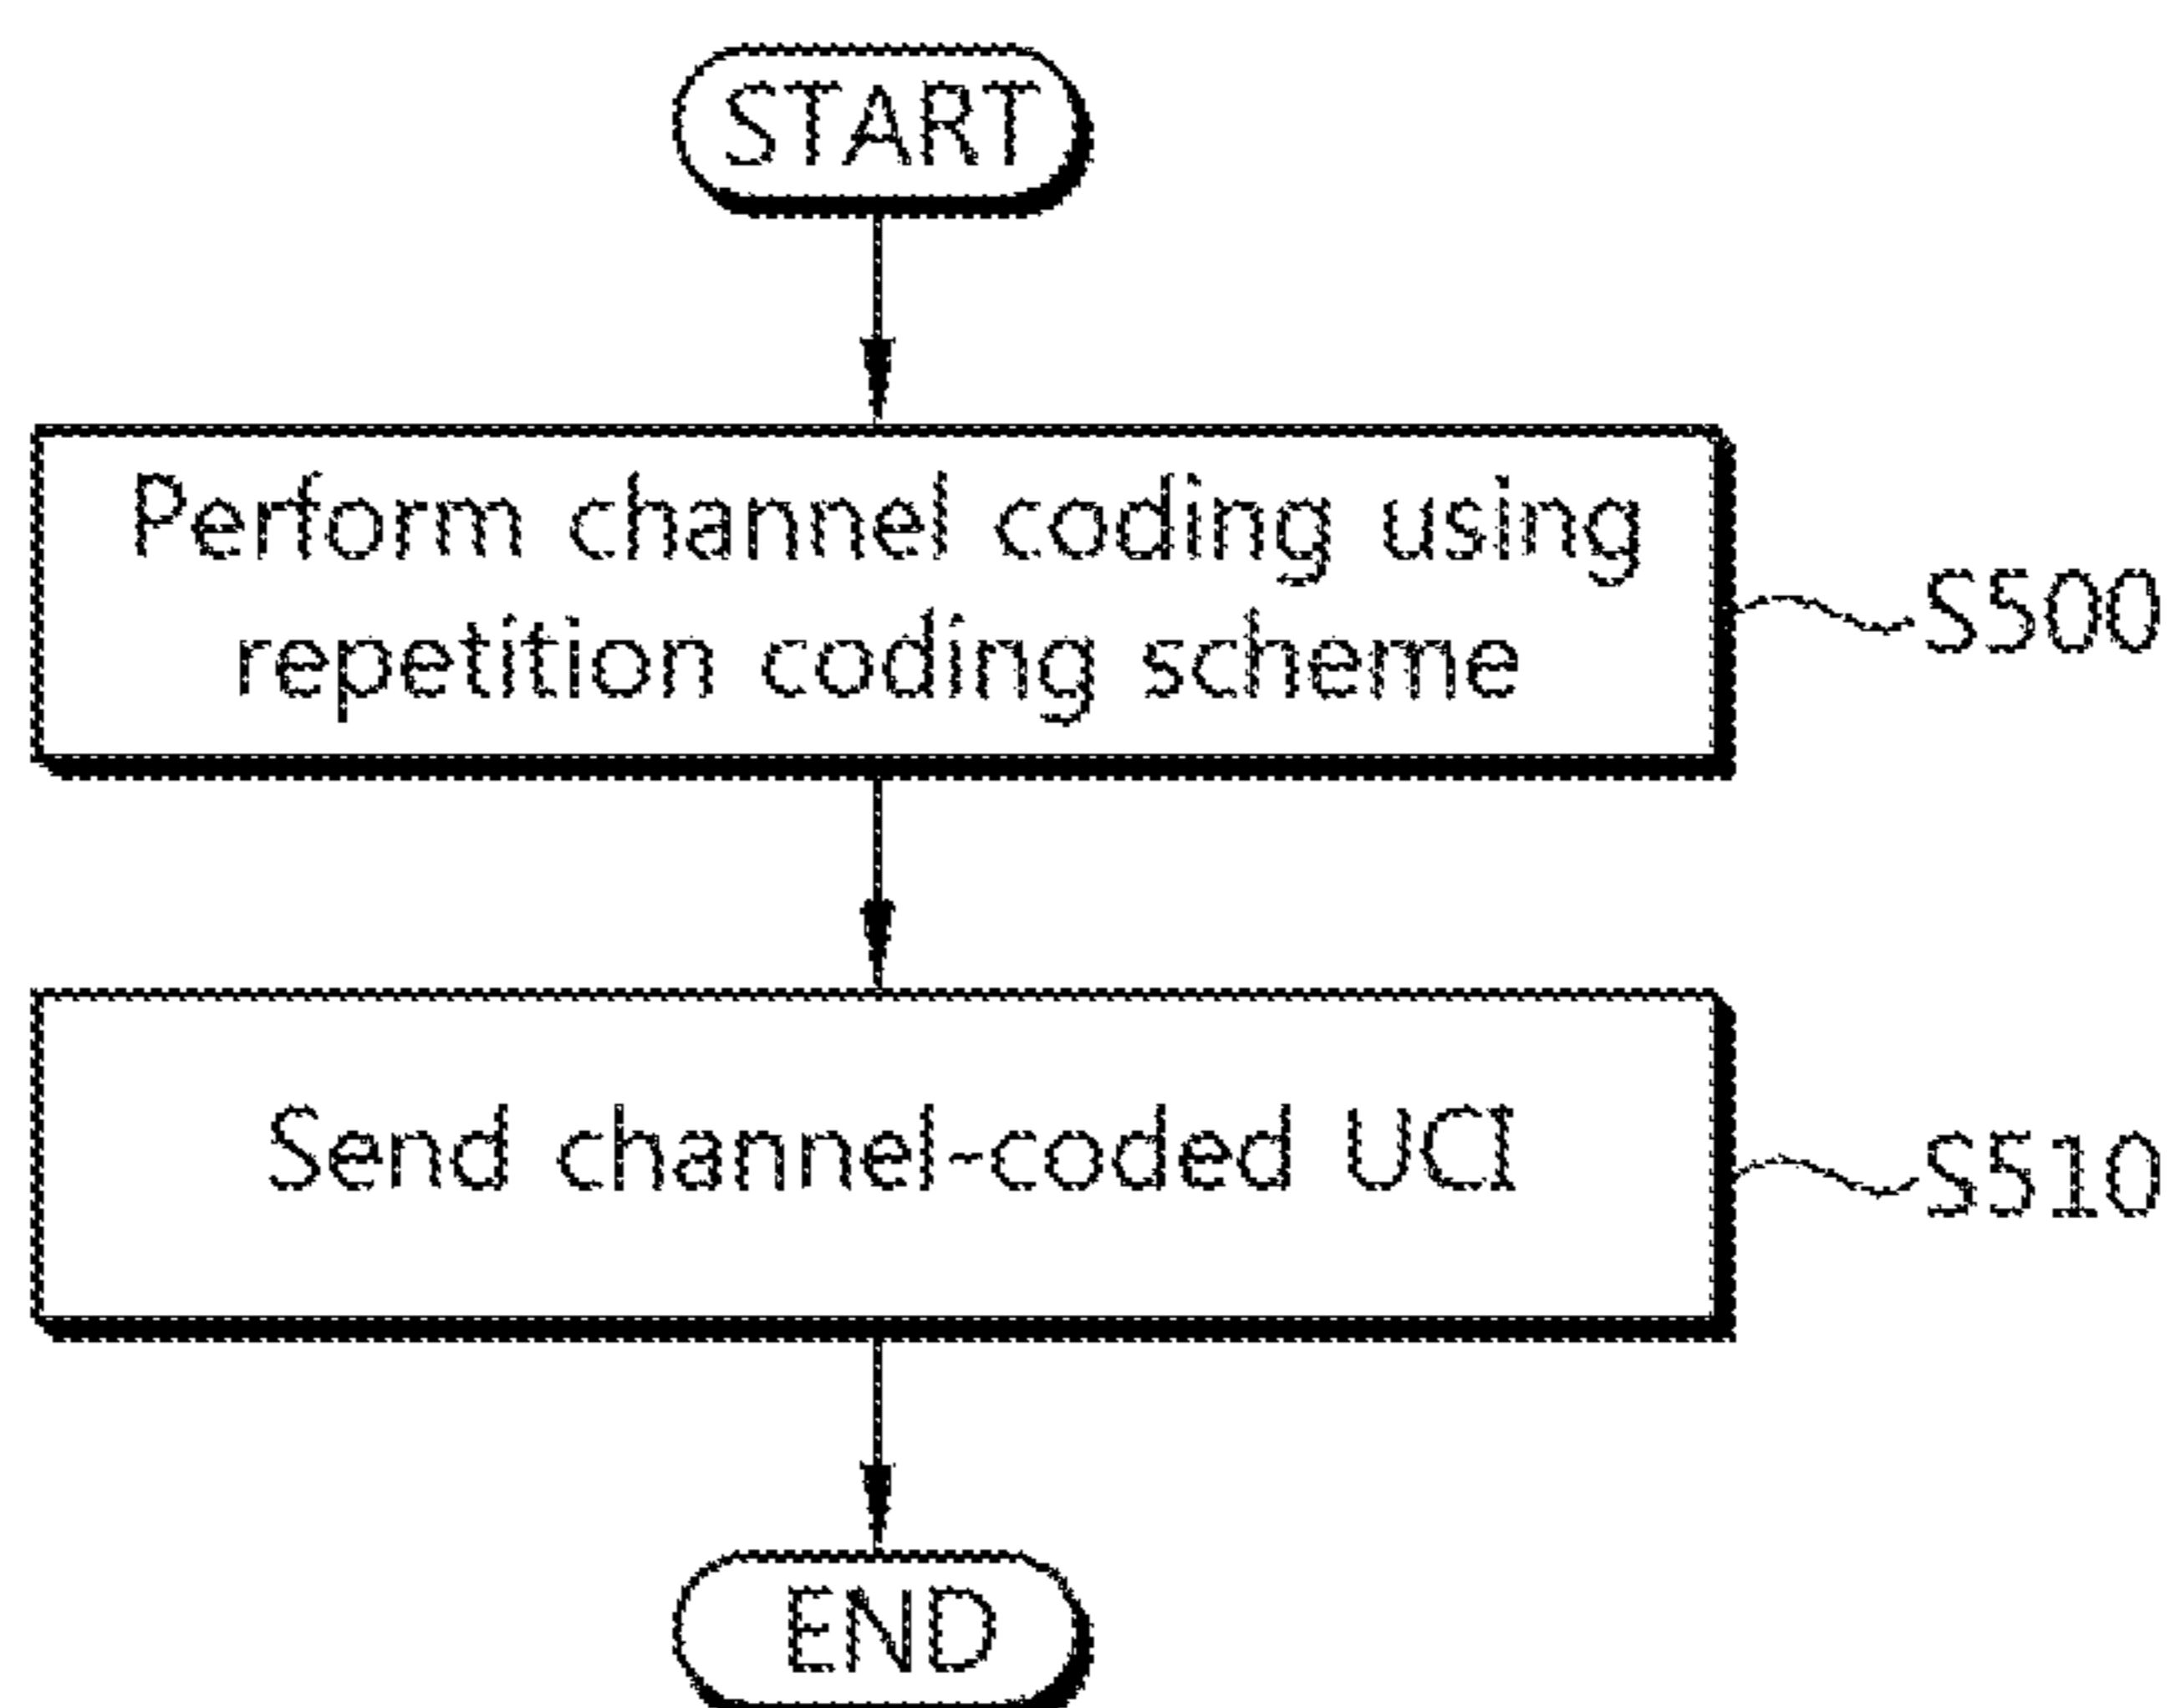 START
Perform channel coding using
repetition coding scheme
S500
Send channel-coded UCI
S510
END